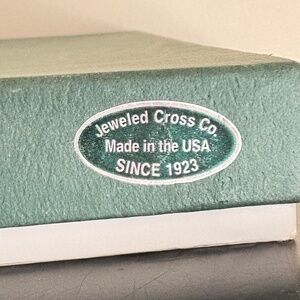 Jeweled Cross Co.
Made in the USA
SINCE 1923